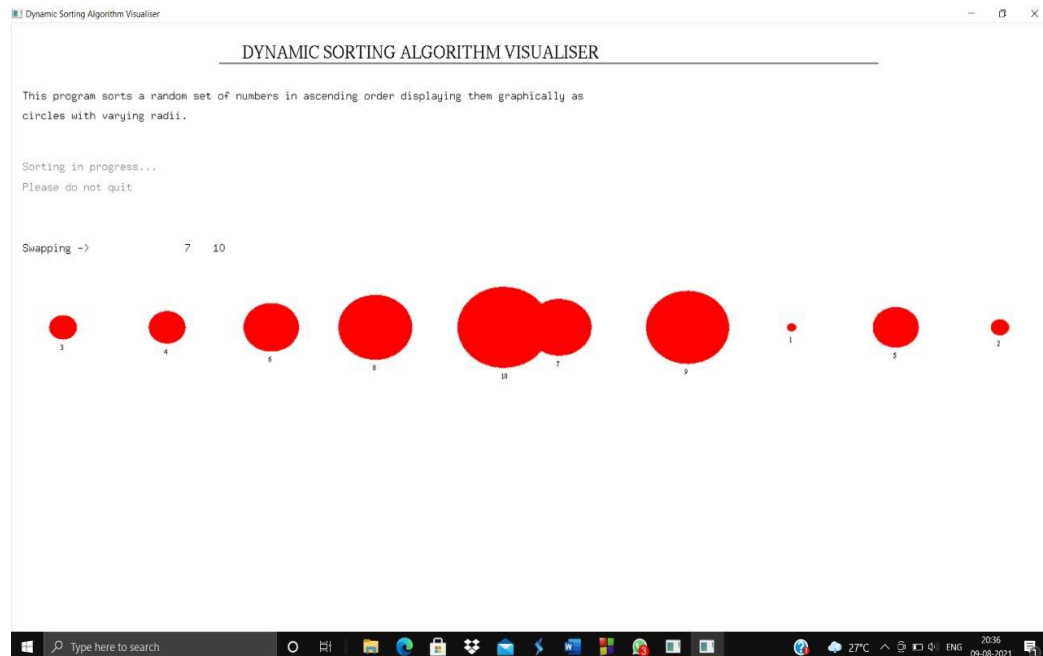 Dynamic Sorting Algorithm Visualiser
DYNAMIC SORTING ALGORITHM VISUALISER
This program sorts a random set of numbers in ascending order displaying them graphically as
circles with varying radii.
Sorting in progress...
Please do not quit
Swapping -> 7 10
3 4 6 8 10 7 9 1 5 2
Type here to search
27°C ENG 20:36
09-08-2021